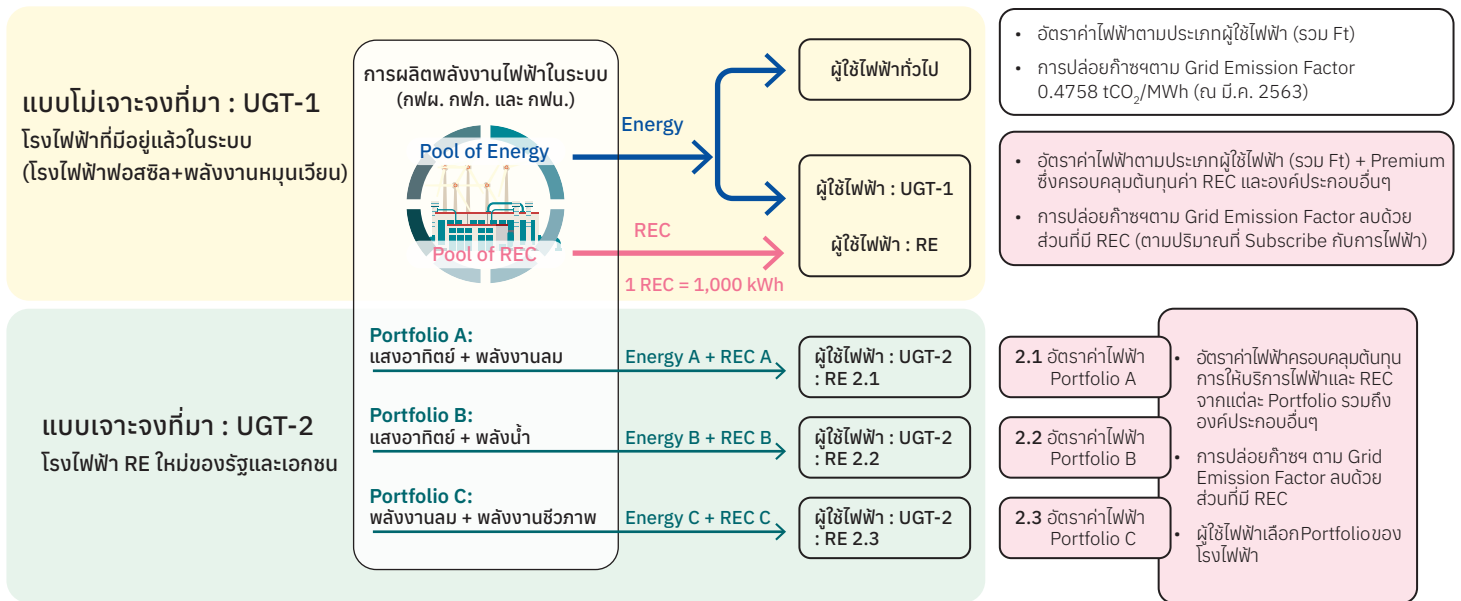 แบบไม่เจาะจงที่มา : UGT-1
โรงไฟฟ้าที่มีอยู่แล้วในระบบ
(โรงไฟฟ้าฟอสซิล+พลังงานหมุนเวียน)
การผลิตพลังงานไฟฟ้าในระบบ
(กฟผ. กฟภ. และ กฟน.)
Pool of Energy
Pool of REC
Energy
REC
1 REC = 1,000 kWh
ผู้ใช้ไฟฟ้าทั่วไป
ผู้ใช้ไฟฟ้า : UGT-1
ผู้ใช้ไฟฟ้า : RE
• อัตราค่าไฟฟ้าตามประเภทผู้ใช้ไฟฟ้า (รวม Ft)
• การปล่อยก๊าซฯตาม Grid Emission Factor
0.4758 tCO₂/MWh (ณ มี.ค. 2563)
• อัตราค่าไฟฟ้าตามประเภทผู้ใช้ไฟฟ้า (รวม Ft) + Premium
ซึ่งครอบคลุมต้นทุนค่า REC และองค์ประกอบอื่นๆ
• การปล่อยก๊าซฯตาม Grid Emission Factor ลบด้วย
ส่วนที่มี REC (ตามปริมาณที่ Subscribe กับการไฟฟ้า)
แบบเจาะจงที่มา : UGT-2
โรงไฟฟ้า RE ใหม่ของรัฐและเอกชน
Portfolio A:
แสงอาทิตย์ + พลังงานลม
Energy A + REC A
ผู้ใช้ไฟฟ้า : UGT-2
: RE 2.1
2.1 อัตราค่าไฟฟ้า
Portfolio A
Portfolio B:
แสงอาทิตย์ + พลังน้ำ
Energy B + REC B
ผู้ใช้ไฟฟ้า : UGT-2
: RE 2.2
2.2 อัตราค่าไฟฟ้า
Portfolio B
Portfolio C:
พลังงานลม + พลังงานชีวภาพ
Energy C + REC C
ผู้ใช้ไฟฟ้า : UGT-2
: RE 2.3
2.3 อัตราค่าไฟฟ้า
Portfolio C
• อัตราค่าไฟฟ้าครอบคลุมต้นทุน
การให้บริการไฟฟ้าและ REC
จากแต่ละ Portfolio รวมถึง
องค์ประกอบอื่นๆ
• การปล่อยก๊าซฯ ตาม Grid
Emission Factor ลบด้วย
ส่วนที่มี REC
• ผู้ใช้ไฟฟ้าเลือกPortfolioของ
โรงไฟฟ้า